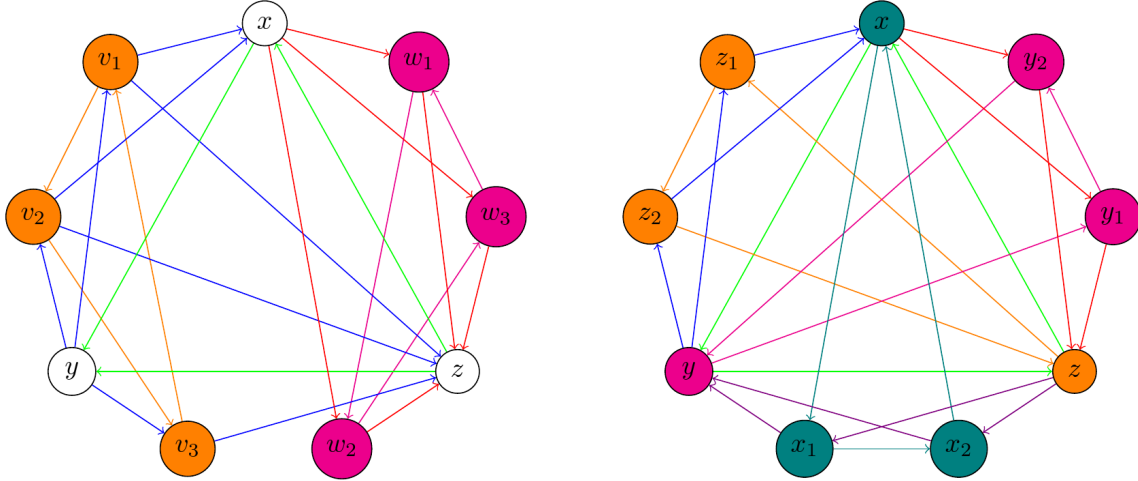 x
v₁
w₁
v₂
w₃
y
z
v₃
w₂
x
z₁
y₂
z₂
y₁
y
z
x₁
x₂